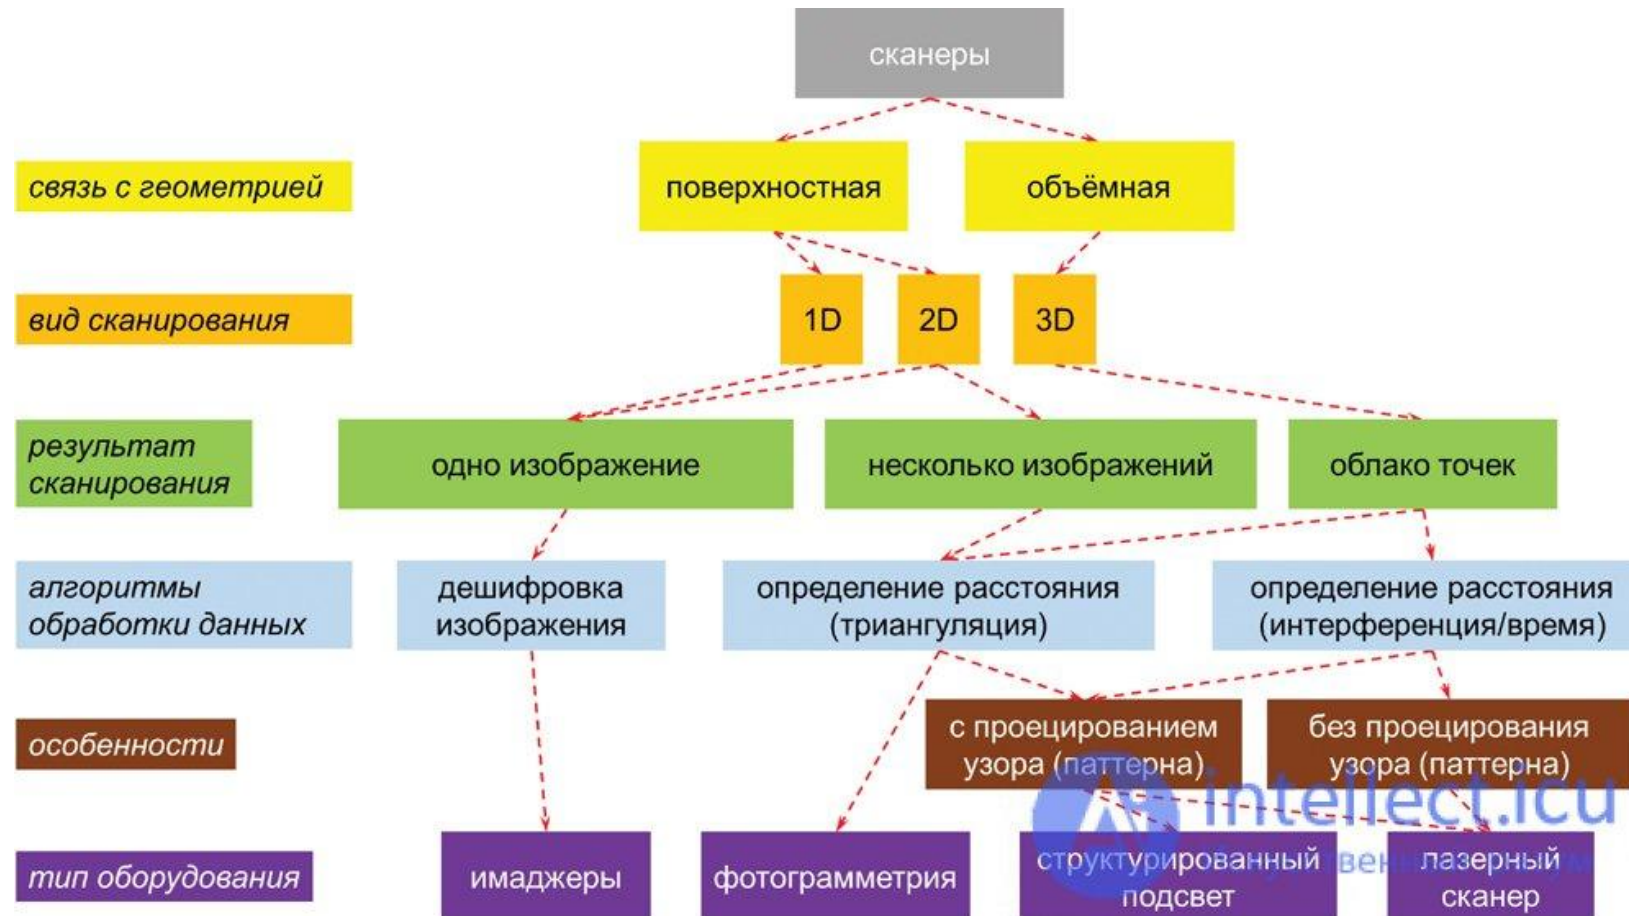 сканеры
связь с геометрией
поверхностная
объёмная
вид сканирования
1D
2D
3D
результат
сканирования
одно изображение
несколько изображений
облако точек
алгоритмы
обработки данных
дешифровка
изображения
определение расстояния
(триангуляция)
определение расстояния
(интерференция/время)
особенности
с проецированием
узора (паттерна)
без проецирования
узора (паттерна)
intellect.icu
тип оборудования
имаджеры
фотограмметрия
структурированный
подсвет
лазерный
сканер